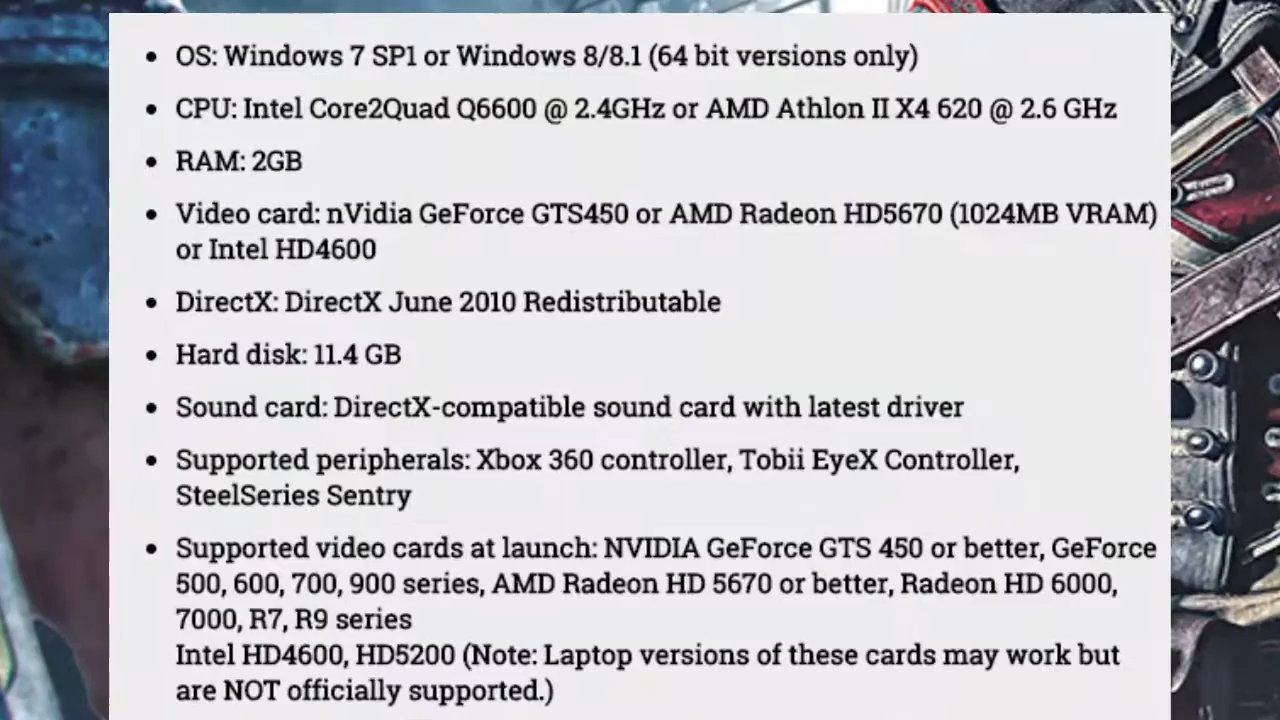 • OS: Windows 7 SP1 or Windows 8/8.1 (64 bit versions only)
• CPU: Intel Core2Quad Q6600 @ 2.4GHz or AMD Athlon II X4 620 @ 2.6 GHz
• RAM: 2GB
• Video card: nVidia GeForce GTS450 or AMD Radeon HD5670 (1024MB VRAM)
or Intel HD4600
• DirectX: DirectX June 2010 Redistributable
• Hard disk: 11.4 GB
• Sound card: DirectX-compatible sound card with latest driver
• Supported peripherals: Xbox 360 controller, Tobii EyeX Controller,
SteelSeries Sentry
• Supported video cards at launch: NVIDIA GeForce GTS 450 or better, GeForce
500, 600, 700, 900 series, AMD Radeon HD 5670 or better, Radeon HD 6000,
7000, R7, R9 series
Intel HD4600, HD5200 (Note: Laptop versions of these cards may work but
are NOT officially supported.)